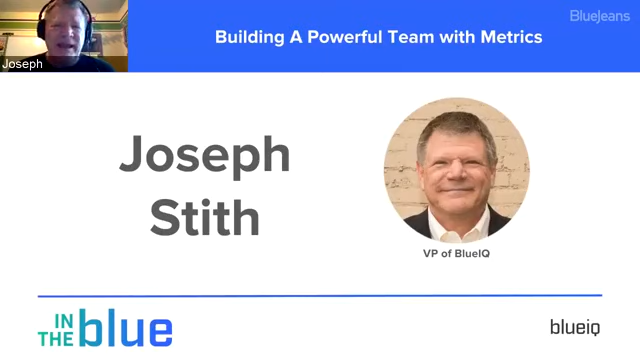 BlueJeans
Building A Powerful Team with Metrics
Joseph
Joseph
Stith
VP of BlueIQ
IN THE blue
blueiq